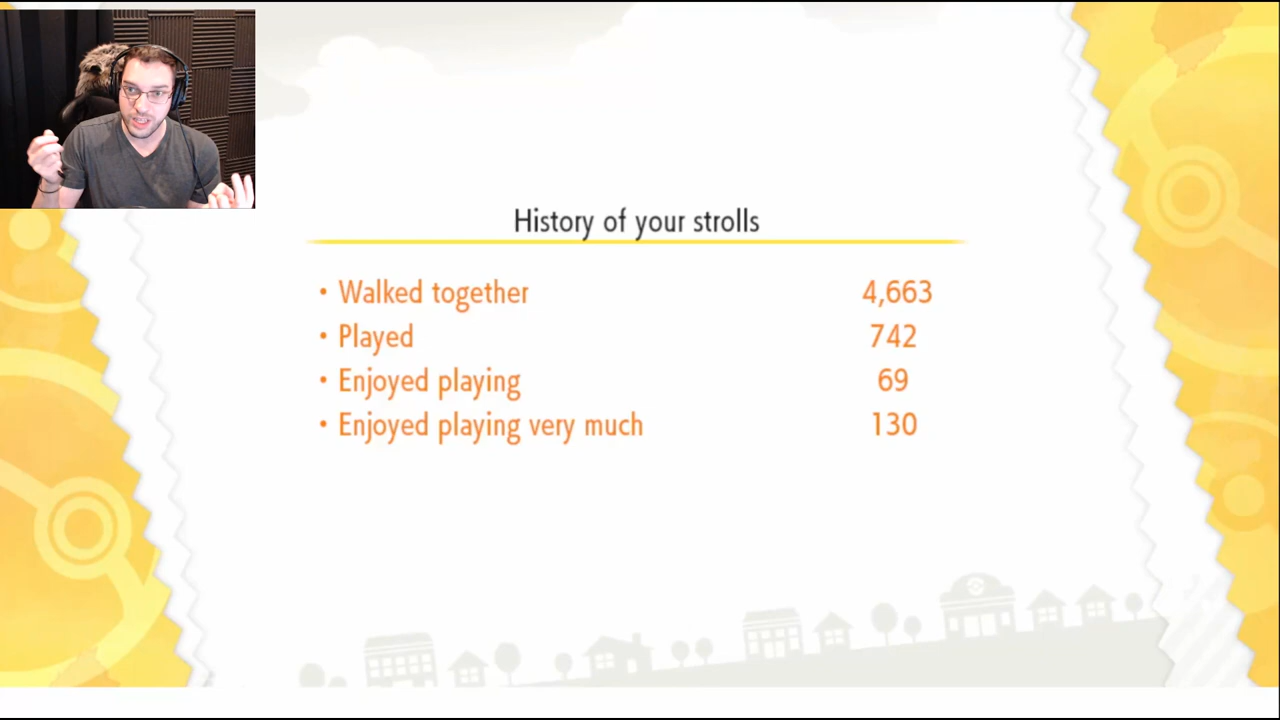 History of your strolls
• Walked together 4,663
• Played 742
• Enjoyed playing 69
• Enjoyed playing very much 130